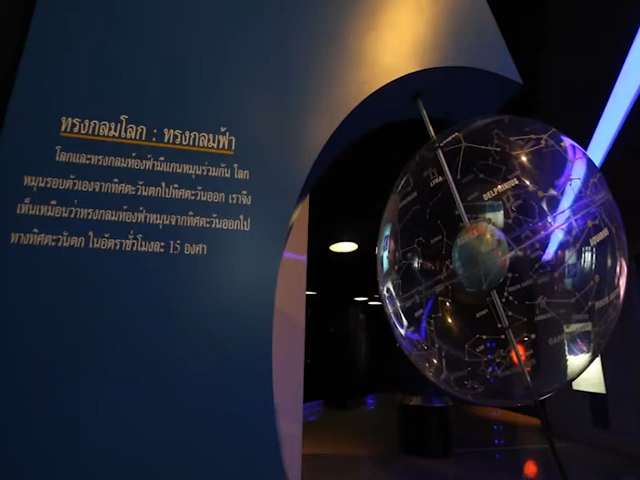 ทรงกลมโลก : ทรงกลมฟ้า
โลกและทรงกลมท้องฟ้ามีแกนหมุนร่วมกัน โลก
หมุนรอบตัวเองจากทิศตะวันตกไปทิศตะวันออก เราจึง
เห็นเหมือนว่าทรงกลมท้องฟ้าหมุนจากทิศตะวันออกไป
ทางทิศตะวันตก ในอัตราชั่วโมงละ 15 องศา
LYRA
DELPHINUS